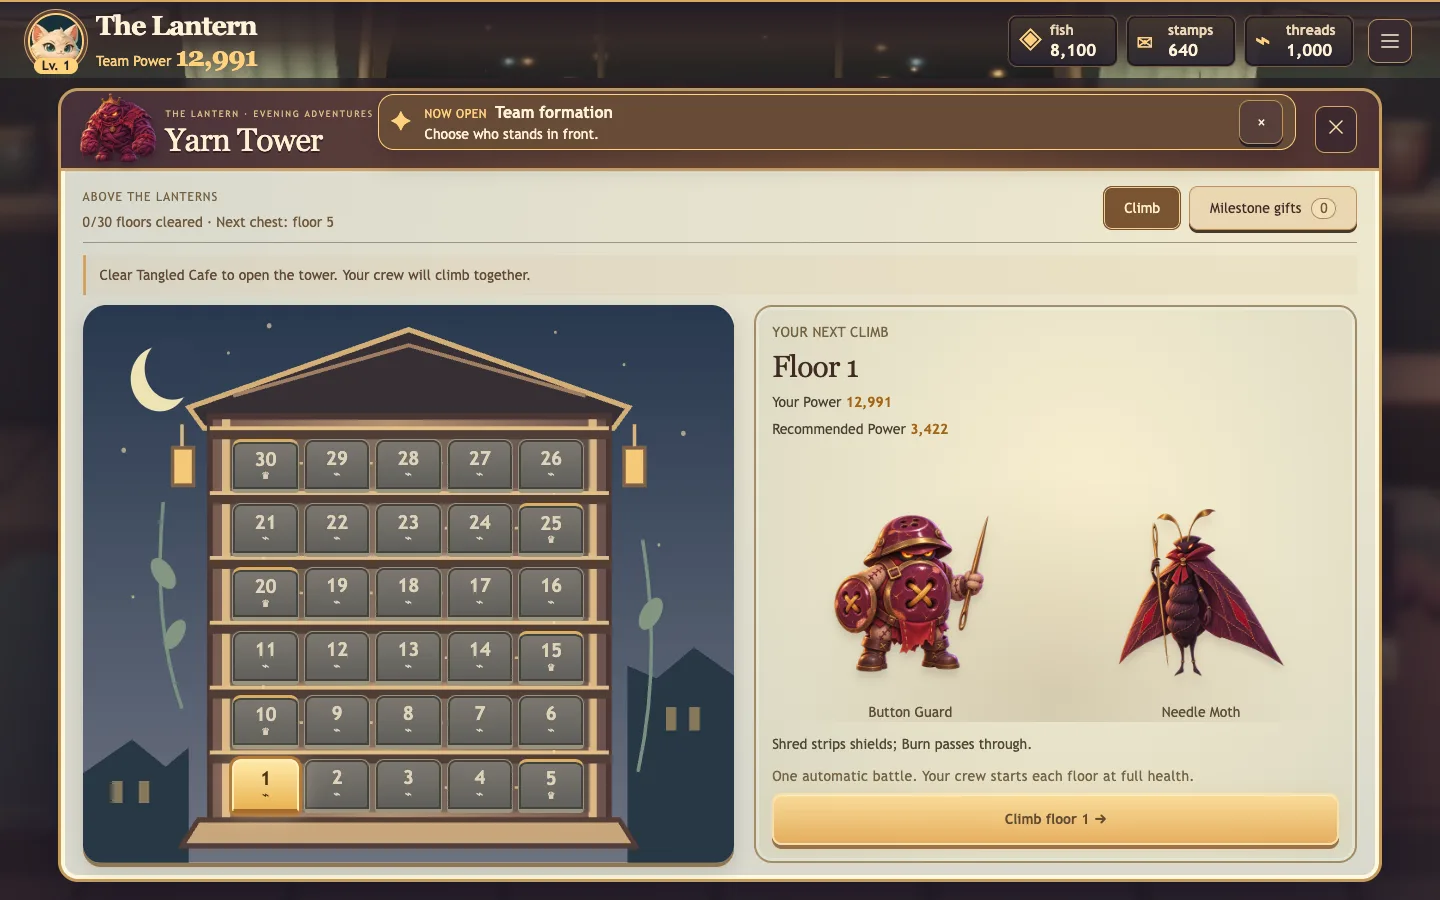 The Lantern
Team Power 12,991
Lv. 1
fish
8,100
stamps
640
threads
1,000
THE LANTERN · EVENING ADVENTURES
Yarn Tower
NOW OPEN Team formation
Choose who stands in front.
×
ABOVE THE LANTERNS
0/30 floors cleared · Next chest: floor 5
Climb
Milestone gifts 0
Clear Tangled Cafe to open the tower. Your crew will climb together.
30 29 28 27 26
21 22 23 24 25
20 19 18 17 16
11 12 13 14 15
10 9 8 7 6
1 2 3 4 5
YOUR NEXT CLIMB
Floor 1
Your Power 12,991
Recommended Power 3,422
Button Guard
Needle Moth
Shred strips shields; Burn passes through.
One automatic battle. Your crew starts each floor at full health.
Climb floor 1 →